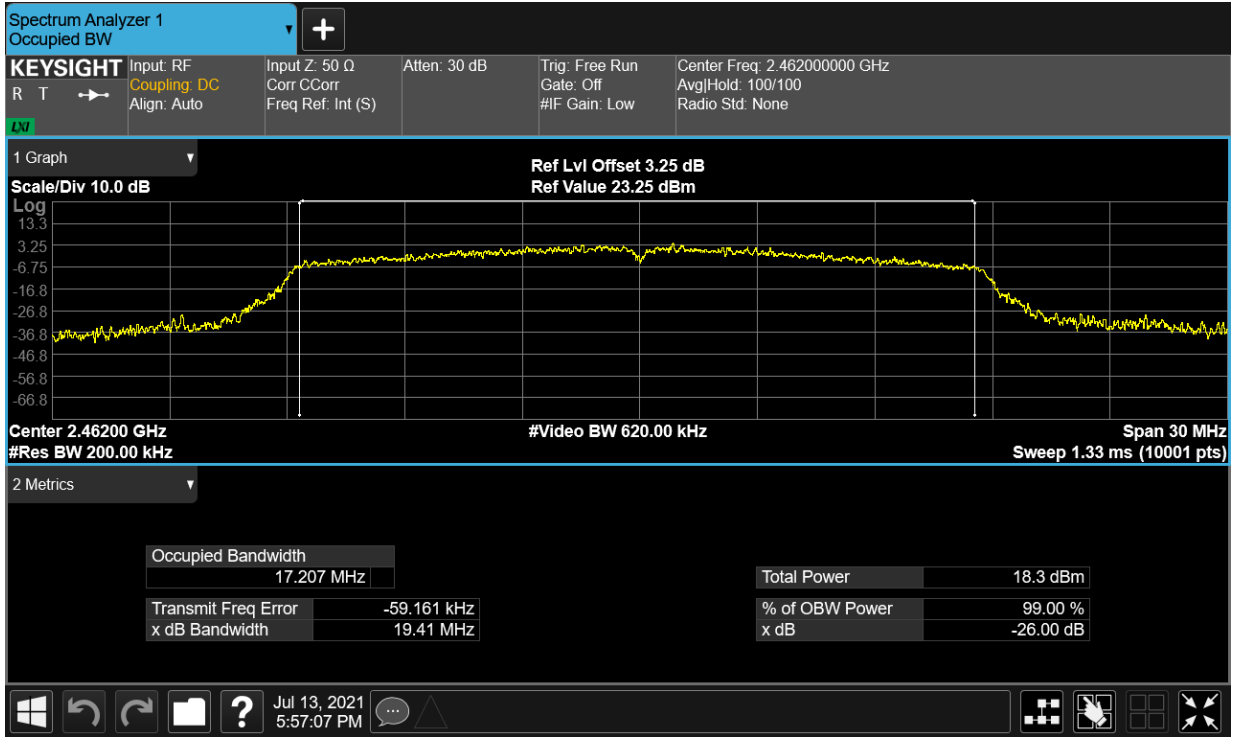 Spectrum Analyzer 1
Occupied BW
KEYSIGHT
R T
LXI
Input: RF
Coupling: DC
Align: Auto
Input Z: 50 Ω
Corr CCorr
Freq Ref: Int (S)
Atten: 30 dB
Trig: Free Run
Gate: Off
#IF Gain: Low
Center Freq: 2.462000000 GHz
Avg|Hold: 100/100
Radio Std: None
1 Graph
Scale/Div 10.0 dB
Ref Lvl Offset 3.25 dB
Ref Value 23.25 dBm
Log
13.3
3.25
-6.75
-16.8
-26.8
-36.8
-46.8
-56.8
-66.8
Center 2.46200 GHz
#Res BW 200.00 kHz
#Video BW 620.00 kHz
Span 30 MHz
Sweep 1.33 ms (10001 pts)
2 Metrics
Occupied Bandwidth
17.207 MHz
Transmit Freq Error -59.161 kHz
x dB Bandwidth 19.41 MHz
Total Power 18.3 dBm
% of OBW Power 99.00 %
x dB -26.00 dB
?
Jul 13, 2021
5:57:07 PM